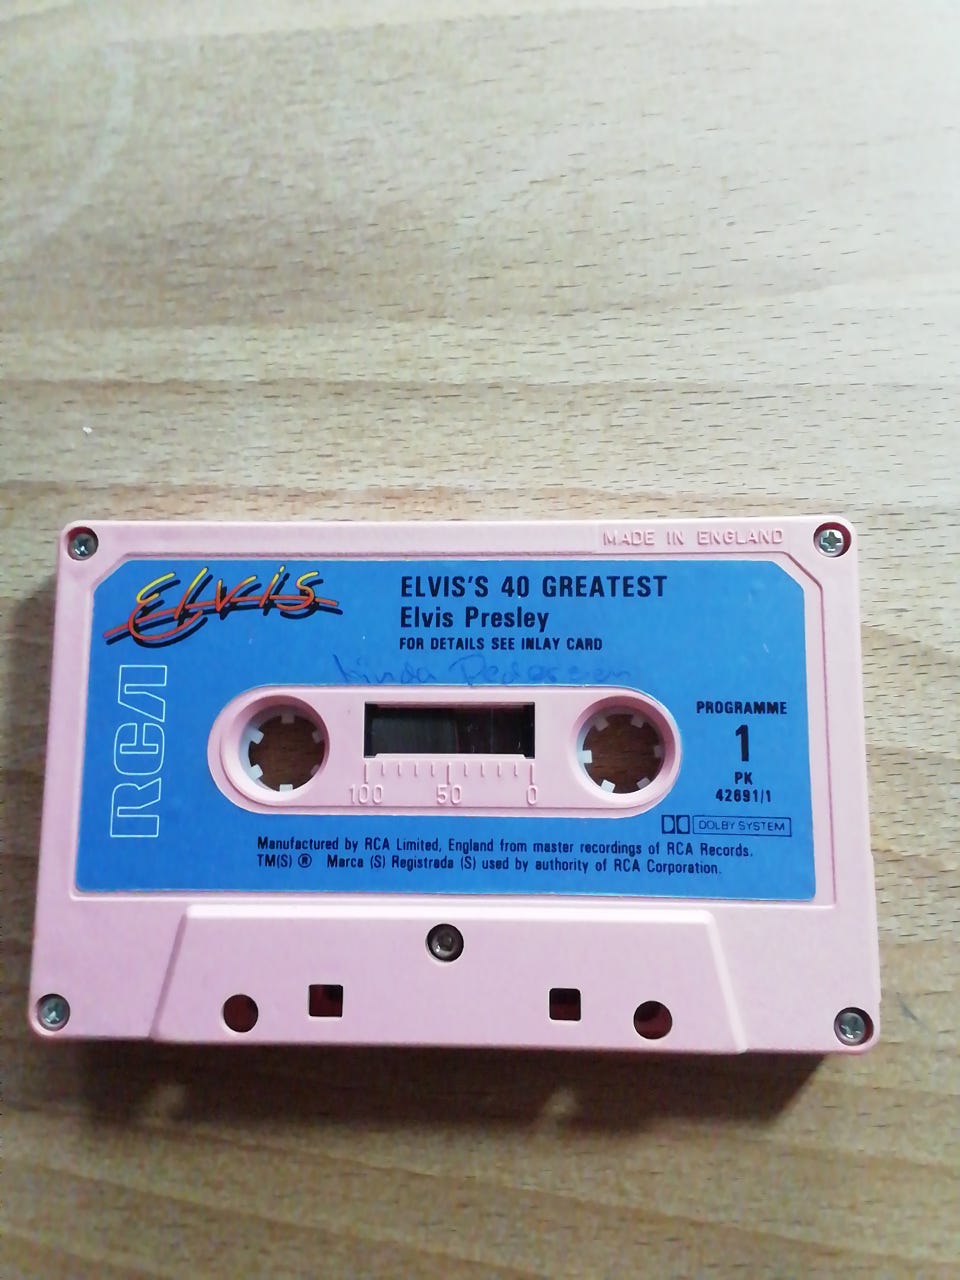 MADE IN ENGLAND
ELVIS
ELVIS'S 40 GREATEST
Elvis Presley
FOR DETAILS SEE INLAY CARD
Linda
RCA
PROGRAMME
1
PK
42691/1
100 50 0
DOLBY SYSTEM
Manufactured by RCA Limited, England from master recordings of RCA Records.
TM(S) ® Marca (S) Registrada (S) used by authority of RCA Corporation.